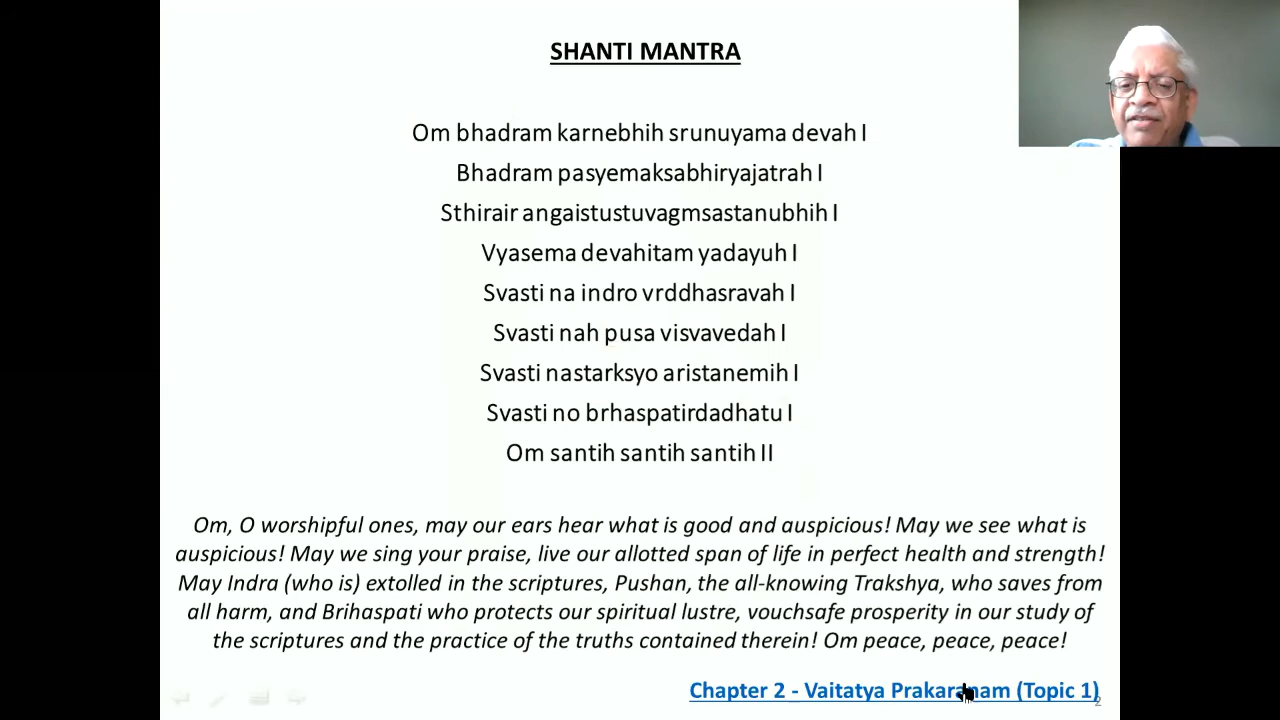 SHANTI MANTRA
Om bhadram karnebhih srunuyama devah I
Bhadram pasyemaksabhiryajatrah I
Sthirair angaistustuvagmsastanubhih I
Vyasema devahitam yadayuh I
Svasti na indro vrddhasravah I
Svasti nah pusa visvavedah I
Svasti nastarksyo aristanemih I
Svasti no brhaspatirdadhatu I
Om santih santih santih II
Om, O worshipful ones, may our ears hear what is good and auspicious! May we see what is
auspicious! May we sing your praise, live our allotted span of life in perfect health and strength!
May Indra (who is) extolled in the scriptures, Pushan, the all-knowing Trakshya, who saves from
all harm, and Brihaspati who protects our spiritual lustre, vouchsafe prosperity in our study of
the scriptures and the practice of the truths contained therein! Om peace, peace, peace!
Chapter 2 - Vaitatya Prakaranam (Topic 1)
2